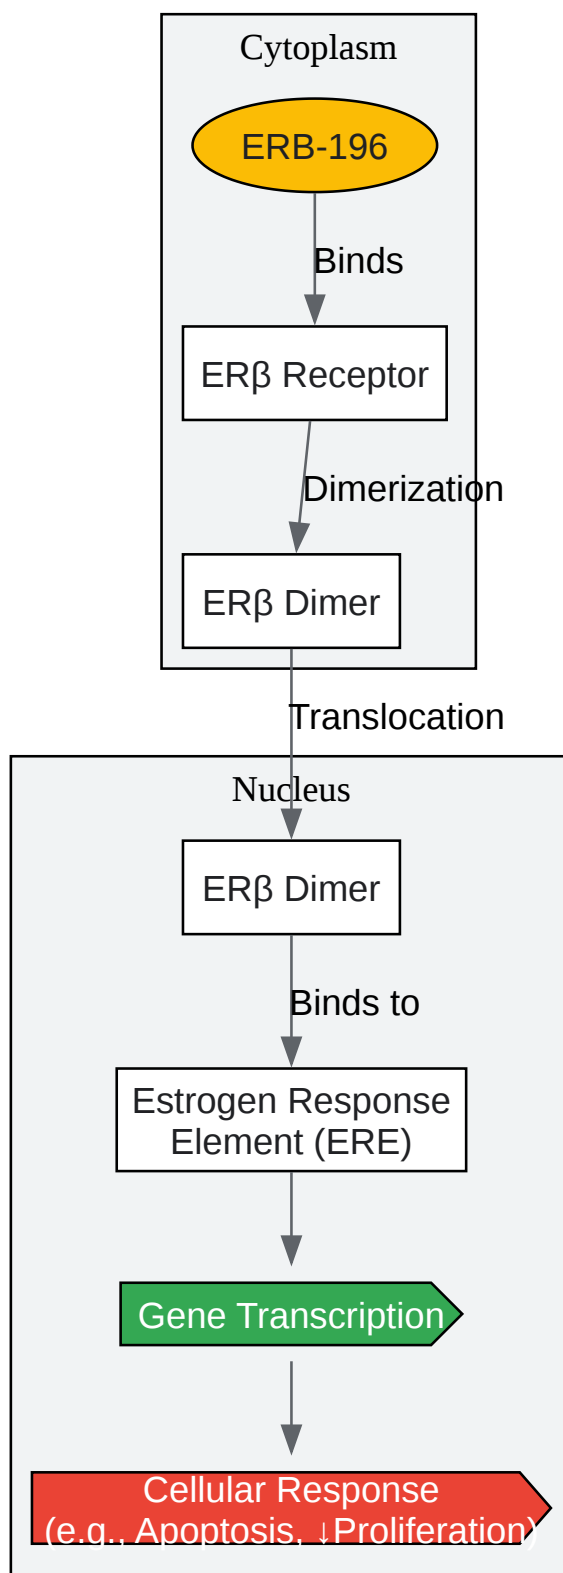 Cytoplasm
ERB-196
Binds
ERβ Receptor
Dimerization
ERβ Dimer
Translocation
Nucleus
ERβ Dimer
Binds to
Estrogen Response
Element (ERE)
Gene Transcription
Cellular Response
(e.g., Apoptosis, ↓Proliferation)